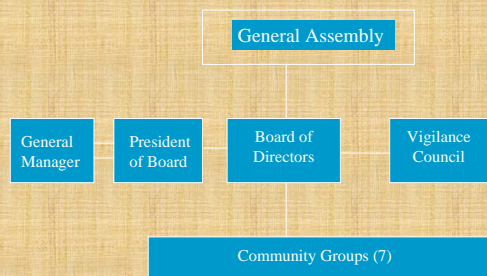 General Assembly
General
Manager
President
of Board
Board of
Directors
Vigilance
Council
Community Groups (7)